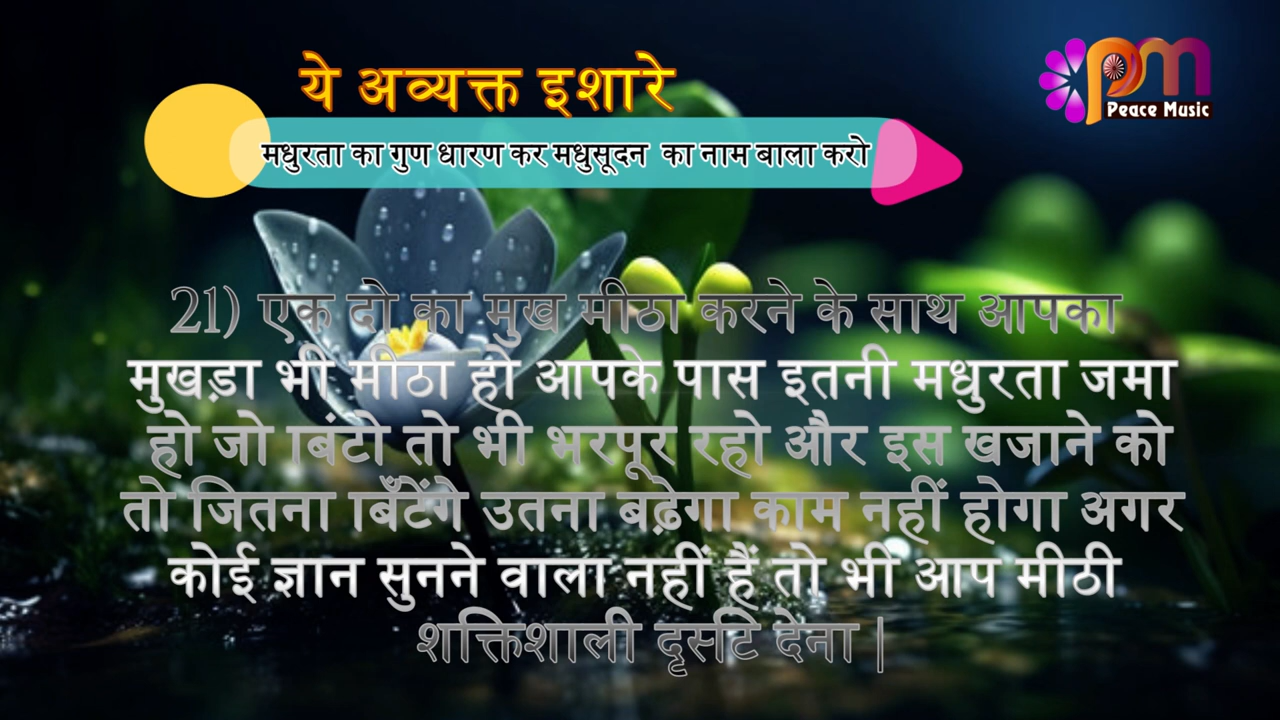 ये अव्यक्त इशारे
Peace Music
मधुरता का गुण धारण कर मधुसूदन का नाम बाला करो
21) एक दो का मुख मीठा करने के साथ आपका
मुखड़ा भी मीठा हो आपके पास इतनी मधुरता जमा
हो जो बिंटो तो भी भरपूर रहो और इस खजाने को
तो जितना बिँटेंगे उतना बढ़ेगा काम नहीं होगा अगर
कोई ज्ञान सुनने वाला नहीं हैं तो भी आप मीठी
शक्तिशाली दृर्साट देना |